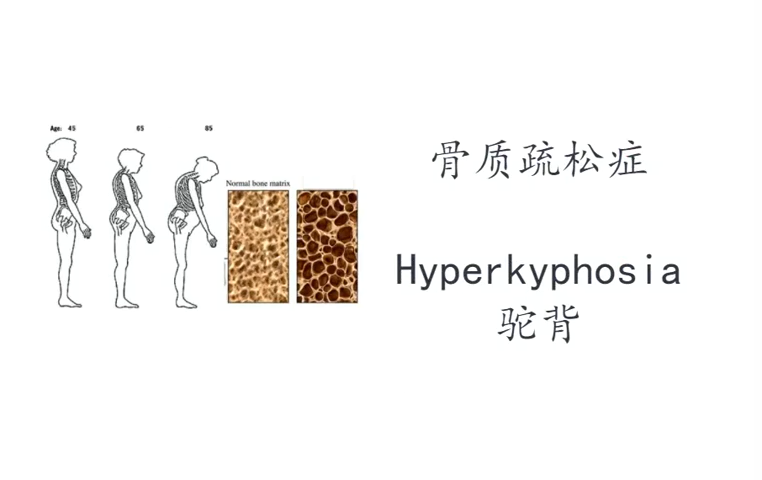 Age: 45
65
85
Normal bone matrix
骨质疏松症
Hyperkyphosia
驼背